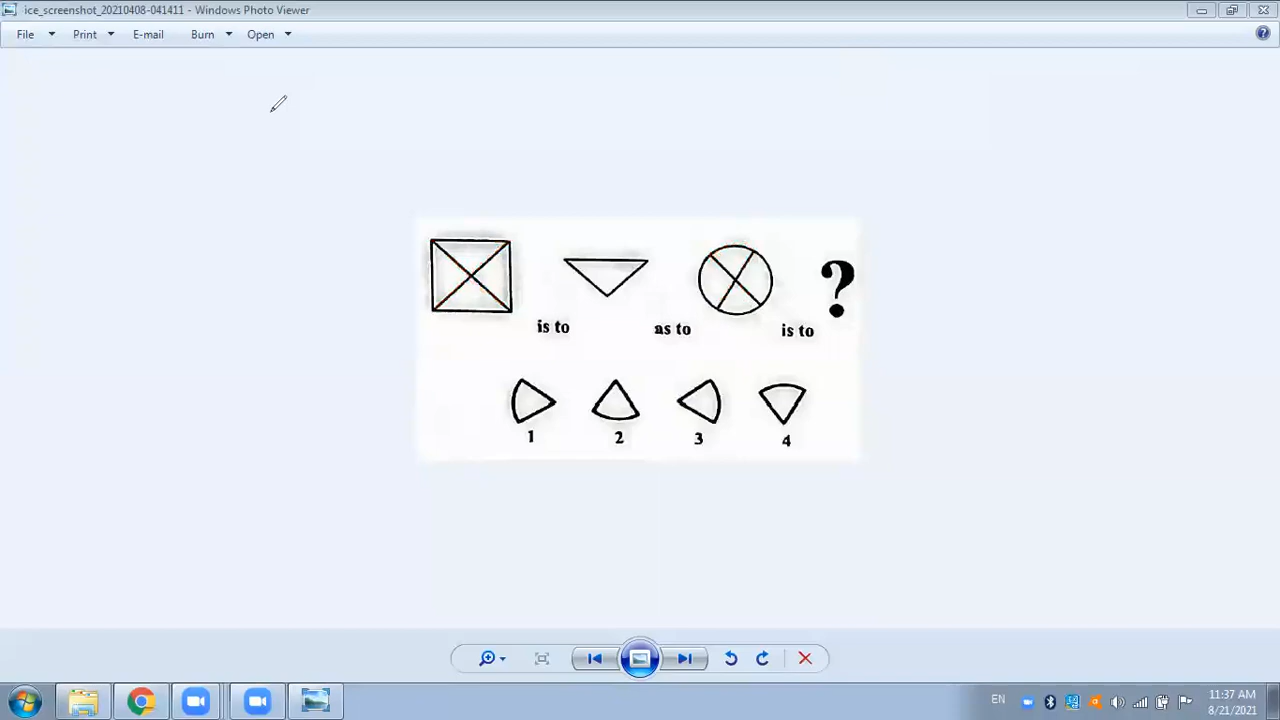 ice_screenshot_20210408-041411 - Windows Photo Viewer
File Print E-mail Burn Open
?
is to as to is to
1 2 3 4
EN 11:37 AM
8/21/2021